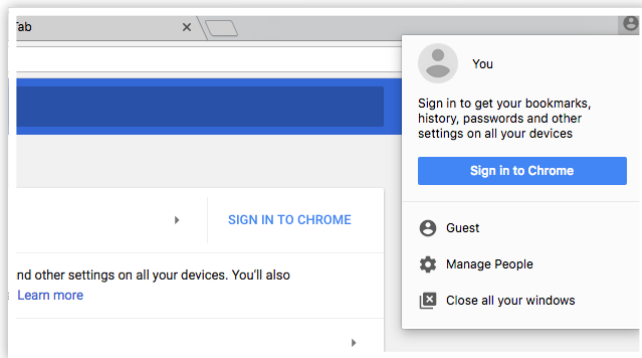 Tab
You
Sign in to get your bookmarks,
history, passwords and other
settings on all your devices
Sign in to Chrome
SIGN IN TO CHROME
Guest
Manage People
Close all your windows
nd other settings on all your devices. You'll also
Learn more